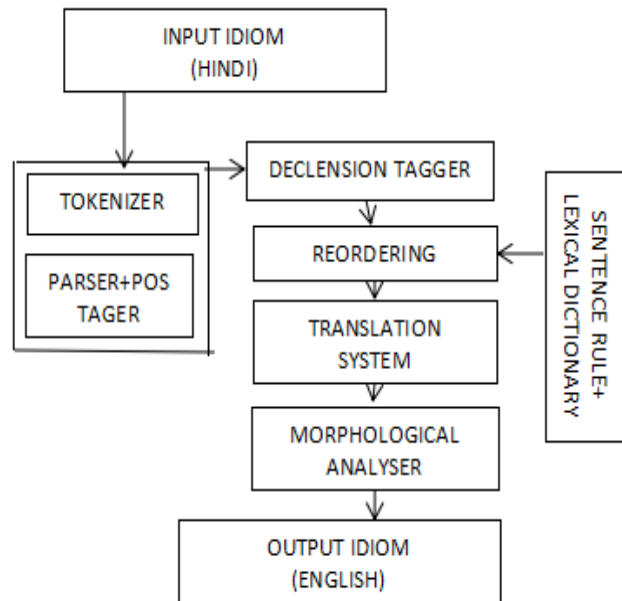 INPUT IDIOM
(HINDI)
TOKENIZER
PARSER+POS
TAGER
DECLENSION TAGGER
REORDERING
SENTENCE RULE+
LEXICAL DICTIONARY
TRANSLATION
SYSTEM
MORPHOLOGICAL
ANALYSER
OUTPUT IDIOM
(ENGLISH)